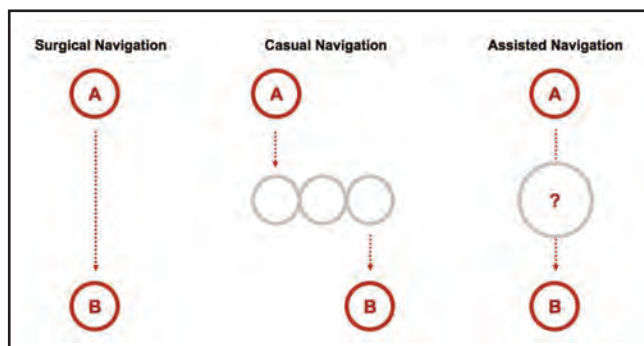 Surgical Navigation
Casual Navigation
Assisted Navigation
A
A
A
?
B
B
B